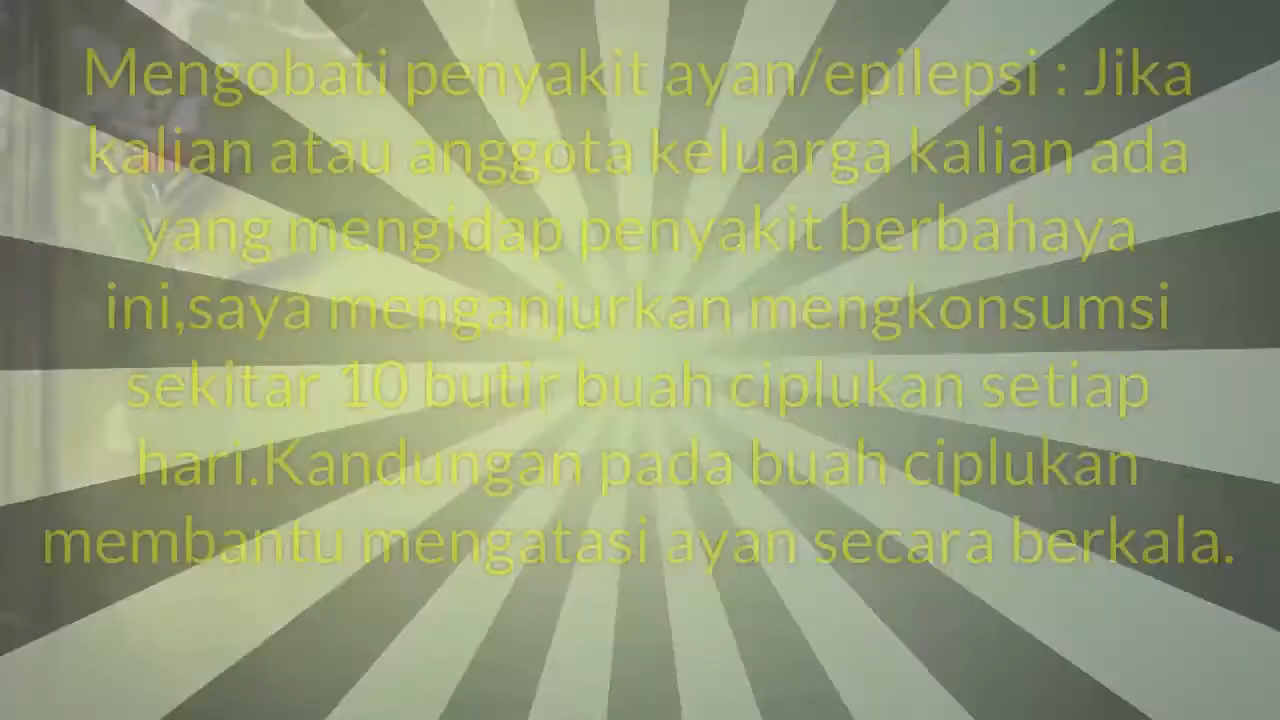 Mengobati penyakit ayan/epilepsi : Jika
kalian atau anggota keluarga kalian ada
yang mengidap penyakit berbahaya
ini,saya menganjurkan mengkonsumsi
sekitar 10 butir buah ciplukan setiap
hari.Kandungan pada buah ciplukan
membantu mengatasi ayan secara berkala.